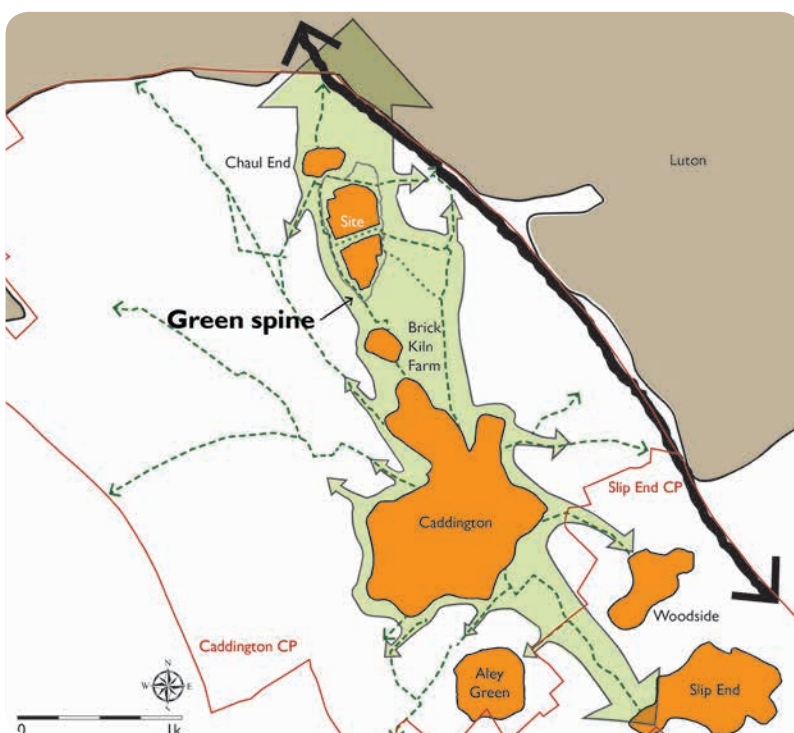 Chaul End
Luton
Site
Green spine
Brick
Kiln
Farm
Slip End CP
Caddington
Woodside
Caddington CP
N
W
E
S
Aley
Green
Slip End
0
1k